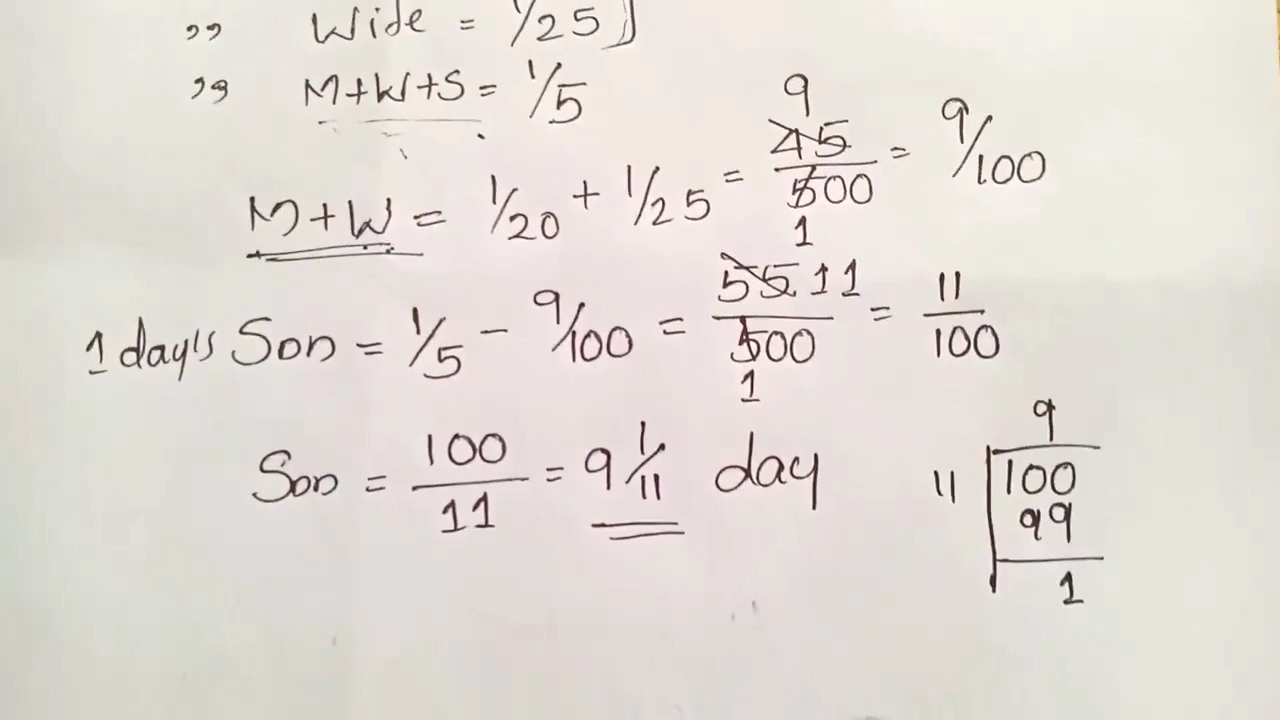 ,, Wide = 1/25]
,, M+W+S = 1/5
M+W = 1/20 + 1/25 = 9 45/500 1 = 9/100
1 day's Son = 1/5 - 9/100 = 55 11/500 1 = 11/100
Son = 100/11 = 9 1/11 day
9
11 100
99
1